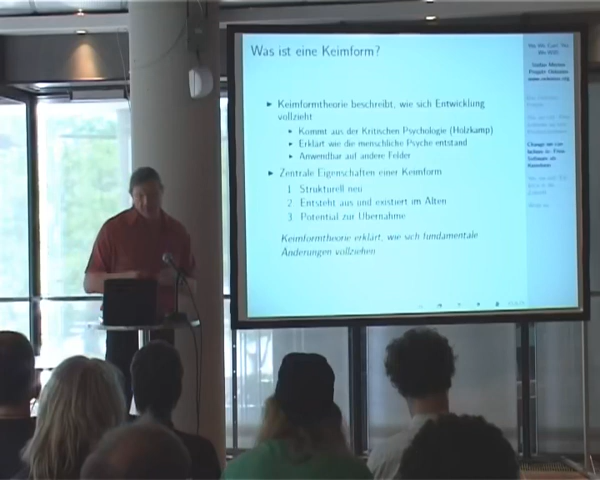 Was ist eine Keimform?
Keimformtheorie beschreibt, wie sich Entwicklung
vollzieht
Kommt aus der Kritischen Psychologie (Holzkamp)
Erklärt wie die menschliche Psyche entstand
Anwendbar auf andere Felder
Zentrale Eigenschaften einer Keimform
1 Strukturell neu
2 Entsteht aus und existiert im Alten
3 Potential zur Übernahme
Keimformtheorie erklärt, wie sich fundamentale
Änderungen vollziehen